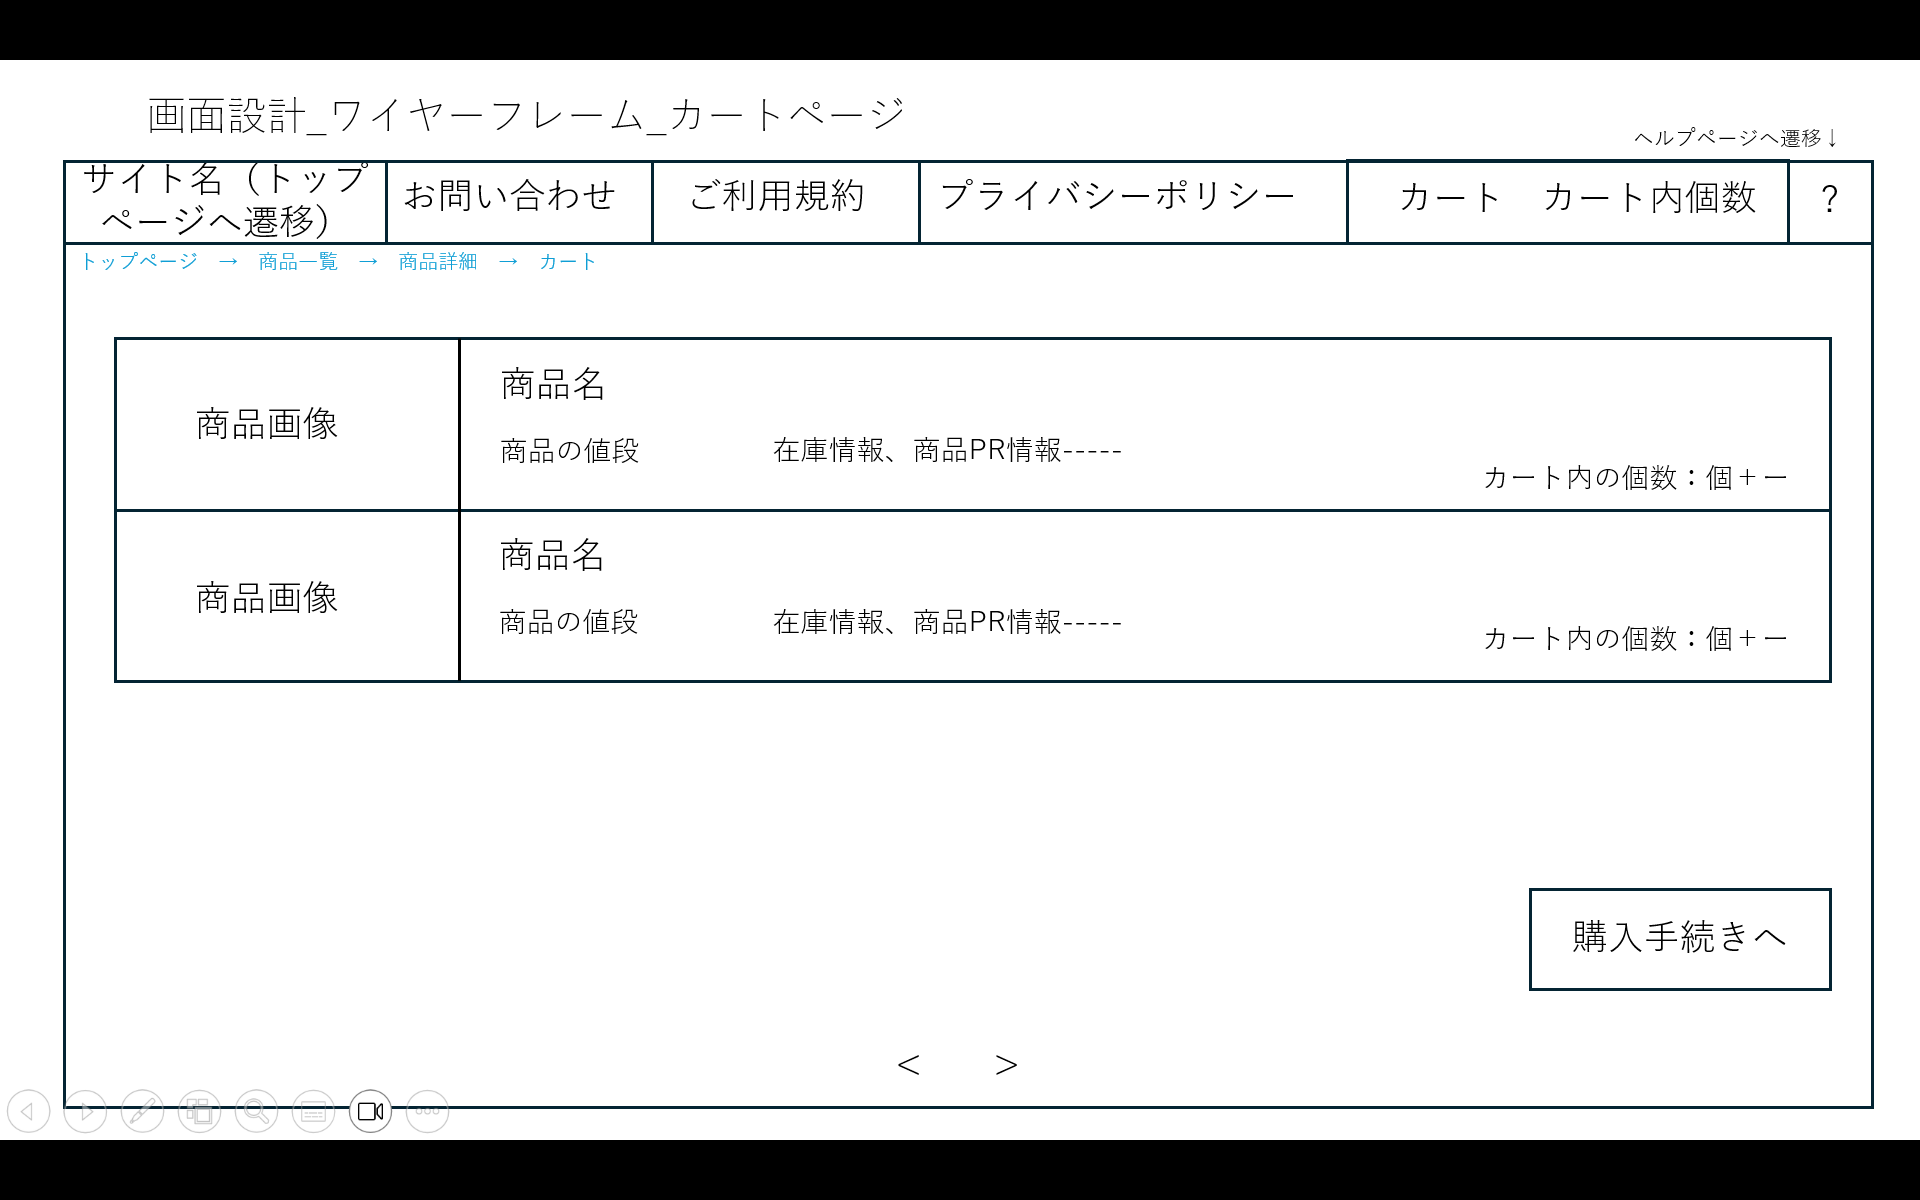 画面設計_ワイヤーフレーム_カートページ
ヘルプページへ遷移↓
サイト名（トップ
ページへ遷移）
お問い合わせ
ご利用規約
プライバシーポリシー
カート　カート内個数
？
トップページ　→　商品一覧　→　商品詳細　→　カート
商品画像
商品名
商品の値段
在庫情報、商品PR情報-----
カート内の個数：個＋ー
商品画像
商品名
商品の値段
在庫情報、商品PR情報-----
カート内の個数：個＋ー
購入手続きへ
＜　＞